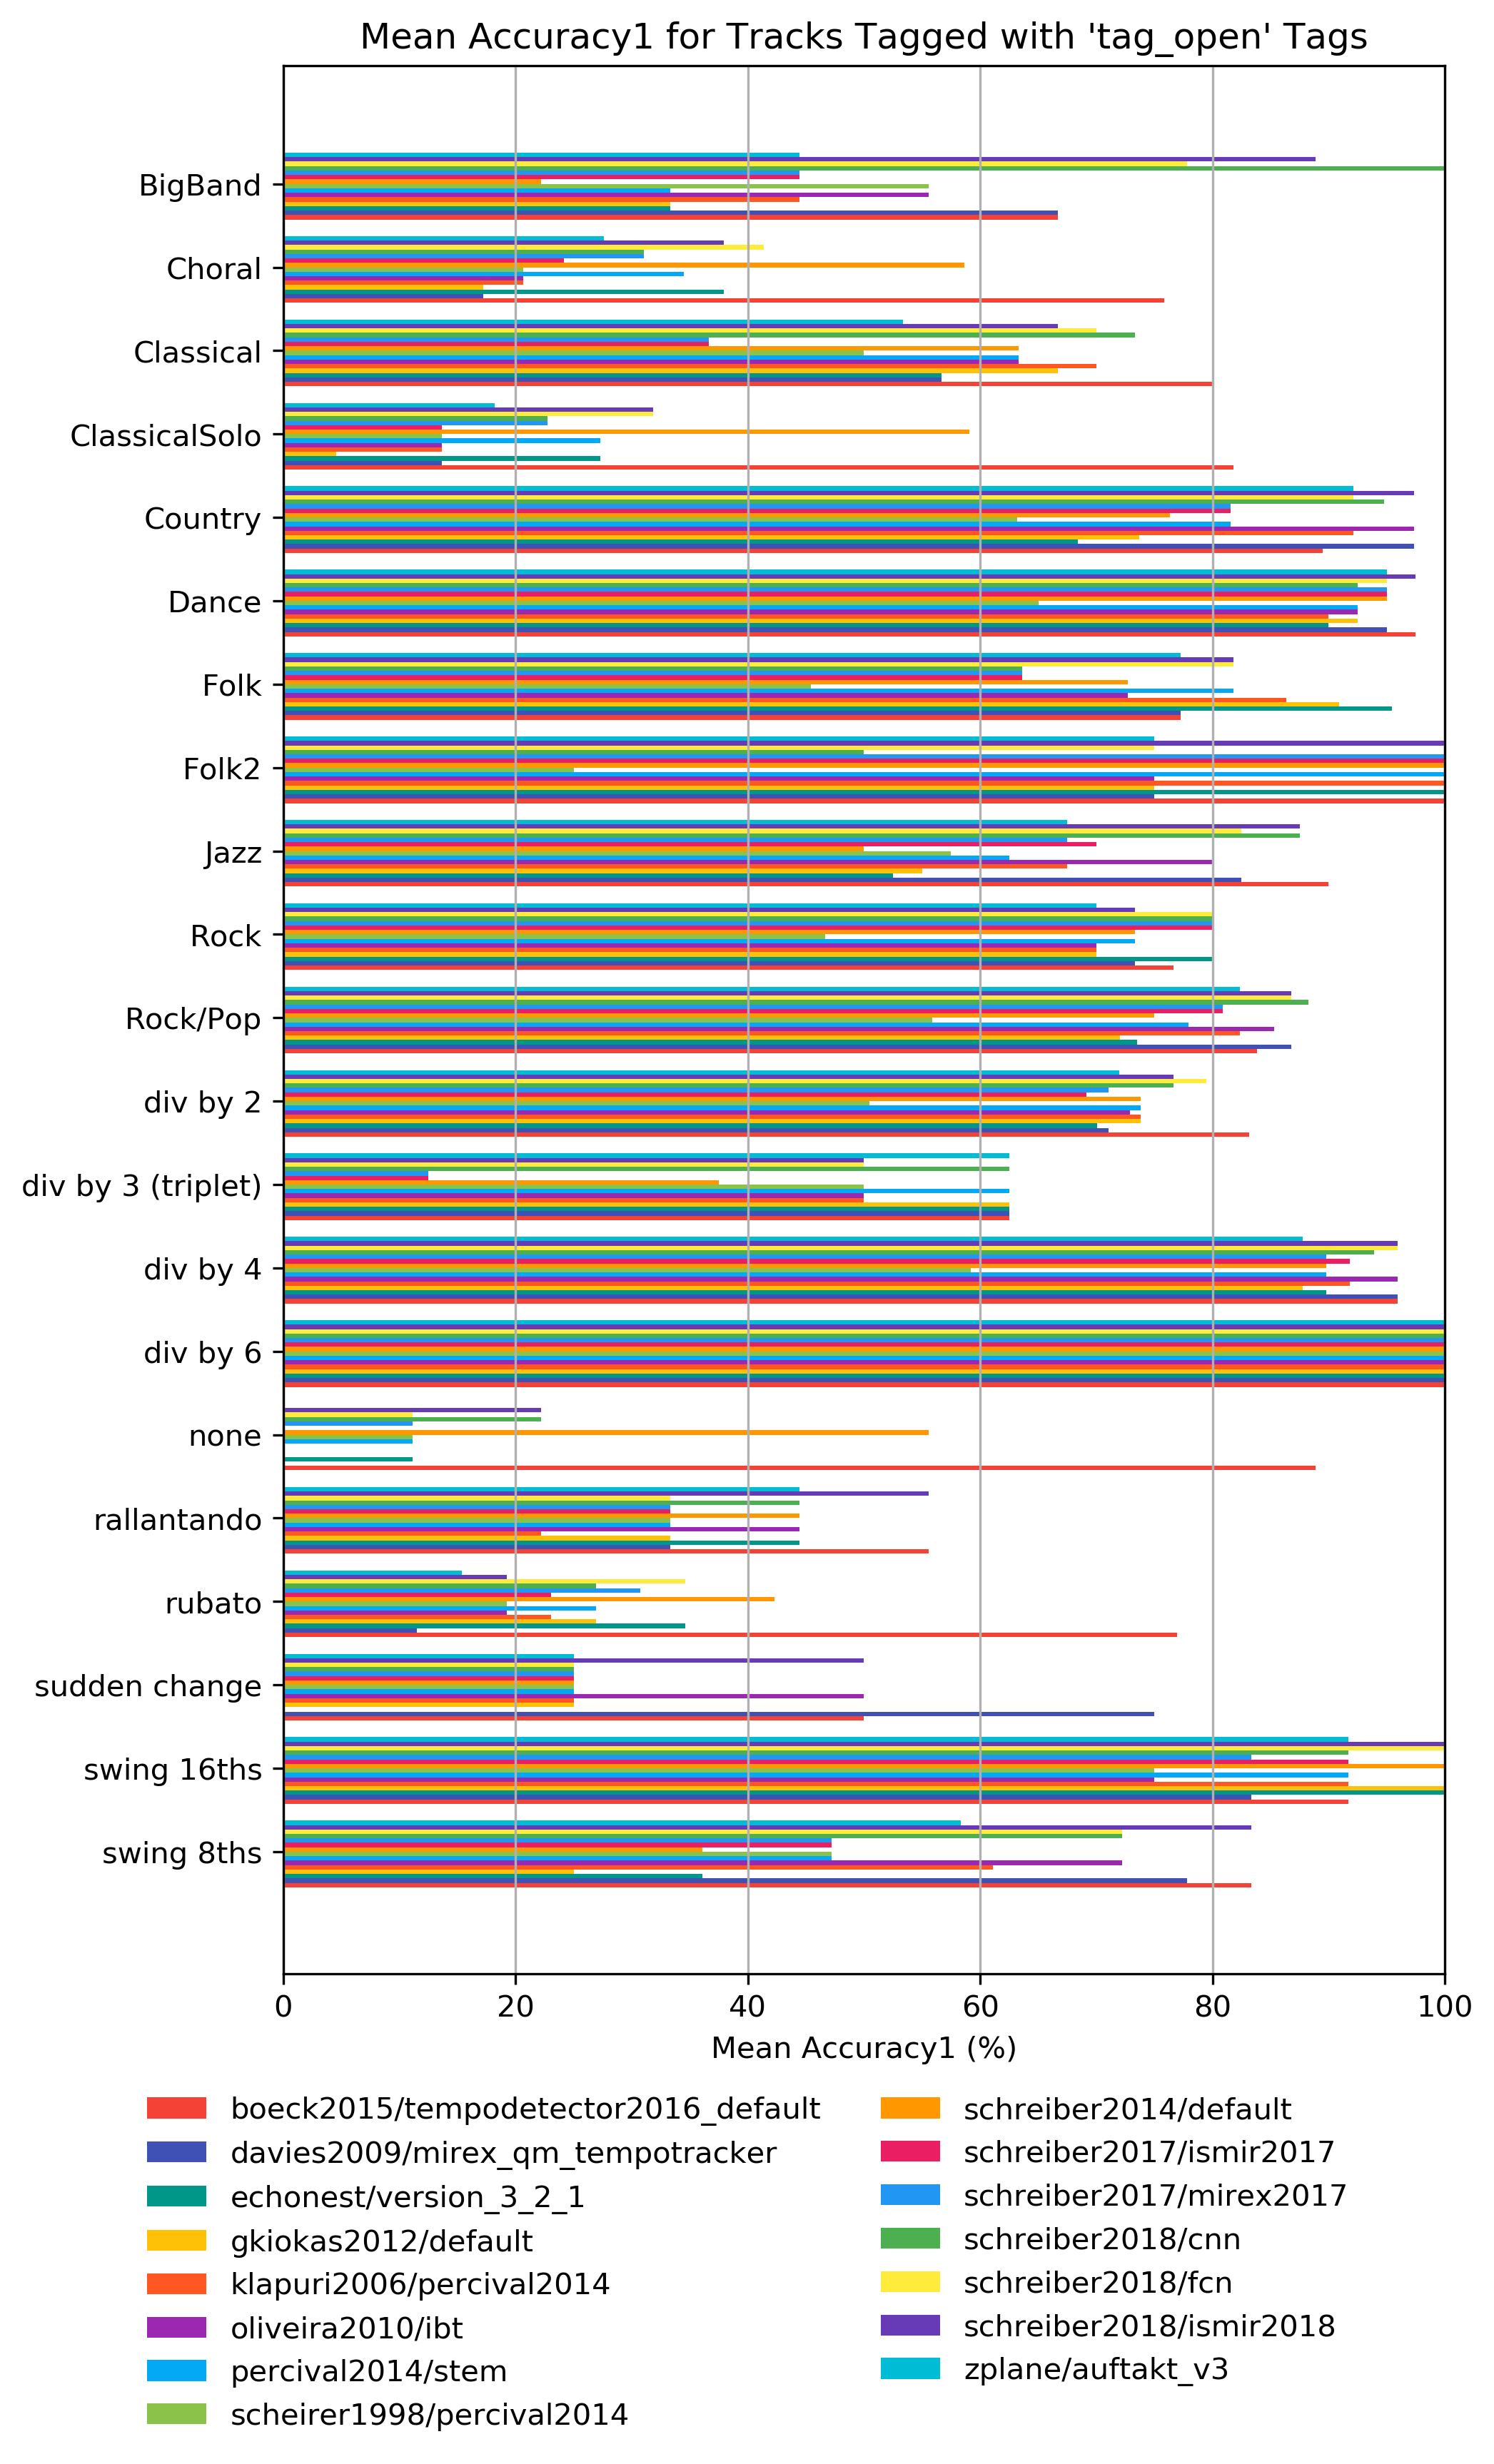 Mean Accuracy1 for Tracks Tagged with 'tag_open' Tags
BigBand
Choral
Classical
ClassicalSolo
Country
Dance
Folk
Folk2
Jazz
Rock
Rock/Pop
div by 2
div by 3 (triplet)
div by 4
div by 6
none
rallantando
rubato
sudden change
swing 16ths
swing 8ths
0 20 40 60 80 100
Mean Accuracy1 (%)
boeck2015/tempodetector2016_default
davies2009/mirex_qm_tempotracker
echonest/version_3_2_1
gkiokas2012/default
klapuri2006/percival2014
oliveira2010/ibt
percival2014/stem
scheirer1998/percival2014
schreiber2014/default
schreiber2017/ismir2017
schreiber2017/mirex2017
schreiber2018/cnn
schreiber2018/fcn
schreiber2018/ismir2018
zplane/auftakt_v3